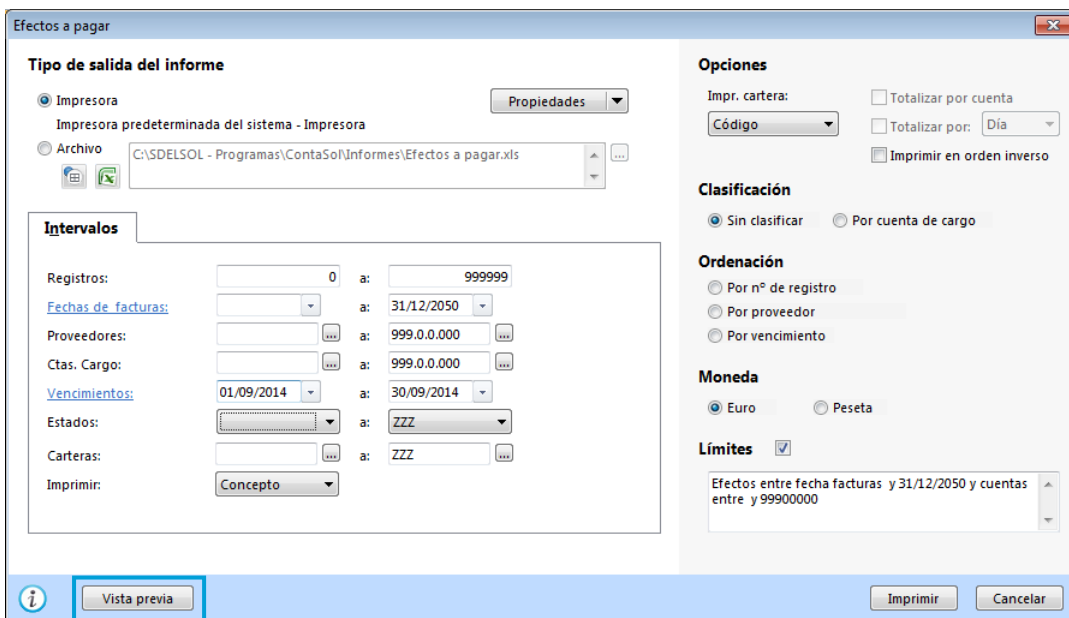 Efectos a pagar
Tipo de salida del informe
Impresora
Propiedades
Impresora predeterminada del sistema - Impresora
Archivo
C:\SDELSOL - Programas\ContaSol\Informes\Efectos a pagar.xls
...
Intervalos
Registros: 0 a: 999999
Fechas de facturas: a: 31/12/2050
Proveedores: ... a: 999.0.0.000 ...
Ctas. Cargo: ... a: 999.0.0.000 ...
Vencimientos: 01/09/2014 a: 30/09/2014
Estados: a: ZZZ
Carteras: ... a: ZZZ ...
Imprimir: Concepto
Opciones
Impr. cartera:
Código
Totalizar por cuenta
Totalizar por: Día
Imprimir en orden inverso
Clasificación
Sin clasificar Por cuenta de cargo
Ordenación
Por nº de registro
Por proveedor
Por vencimiento
Moneda
Euro Peseta
Límites
Efectos entre fecha facturas y 31/12/2050 y cuentas
entre y 99900000
i
Vista previa
Imprimir
Cancelar